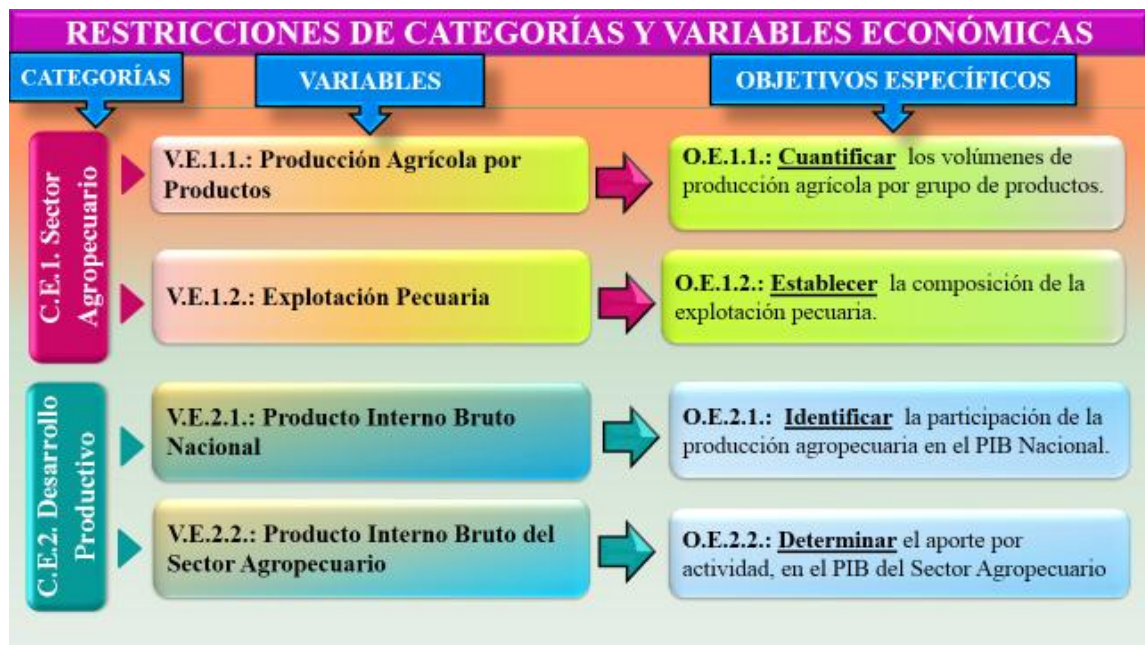 RESTRICCIONES DE CATEGORÍAS Y VARIABLES ECONÓMICAS
CATEGORÍAS
VARIABLES
OBJETIVOS ESPECÍFICOS
C.E.1. Sector
Agropecuario
V.E.1.1.: Producción Agrícola por
Productos
O.E.1.1.: Cuantificar los volúmenes de
producción agrícola por grupo de productos.
V.E.1.2.: Explotación Pecuaria
O.E.1.2.: Establecer la composición de la
explotación pecuaria.
C.E.2. Desarrollo
Productivo
V.E.2.1.: Producto Interno Bruto
Nacional
O.E.2.1.: Identificar la participación de la
producción agropecuaria en el PIB Nacional.
V.E.2.2.: Producto Interno Bruto del
Sector Agropecuario
O.E.2.2.: Determinar el aporte por
actividad, en el PIB del Sector Agropecuario